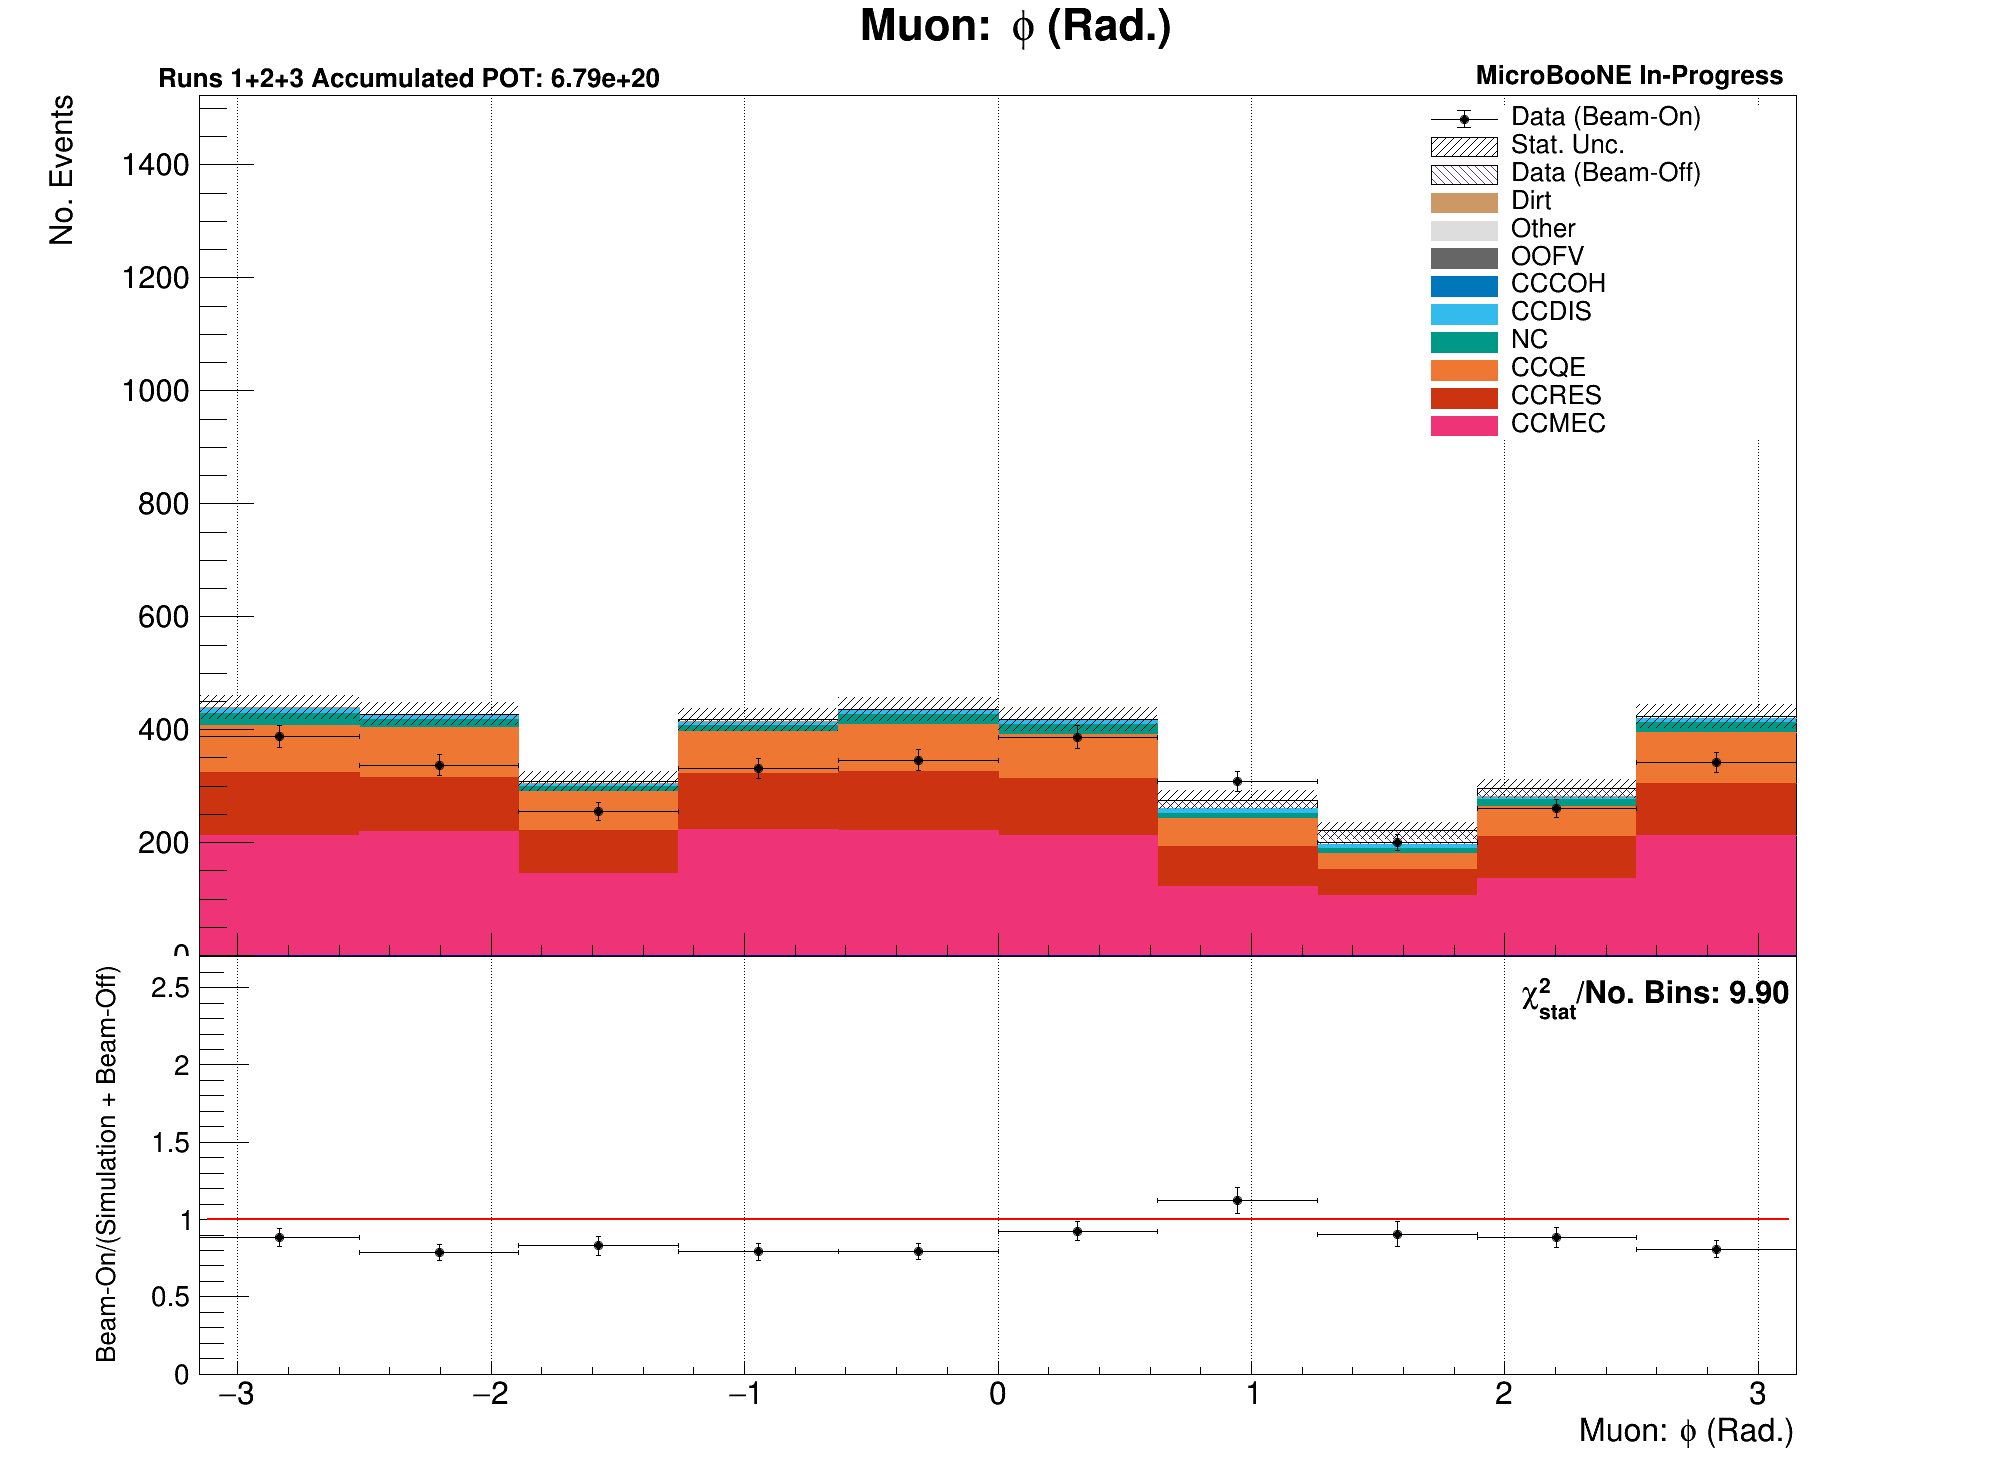 Muon: ϕ (Rad.)
Runs 1+2+3 Accumulated POT: 6.79e+20
MicroBooNE In-Progress
No. Events
1400
1200
1000
800
600
400
200
0
Data (Beam-On)
Stat. Unc.
Data (Beam-Off)
Dirt
Other
OOFV
CCCOH
CCDIS
NC
CCQE
CCRES
CCMEC
Beam-On/(Simulation + Beam-Off)
2.5
2
1.5
1
0.5
0
χ²stat/No. Bins: 9.90
−3 −2 −1 0 1 2 3
Muon: ϕ (Rad.)